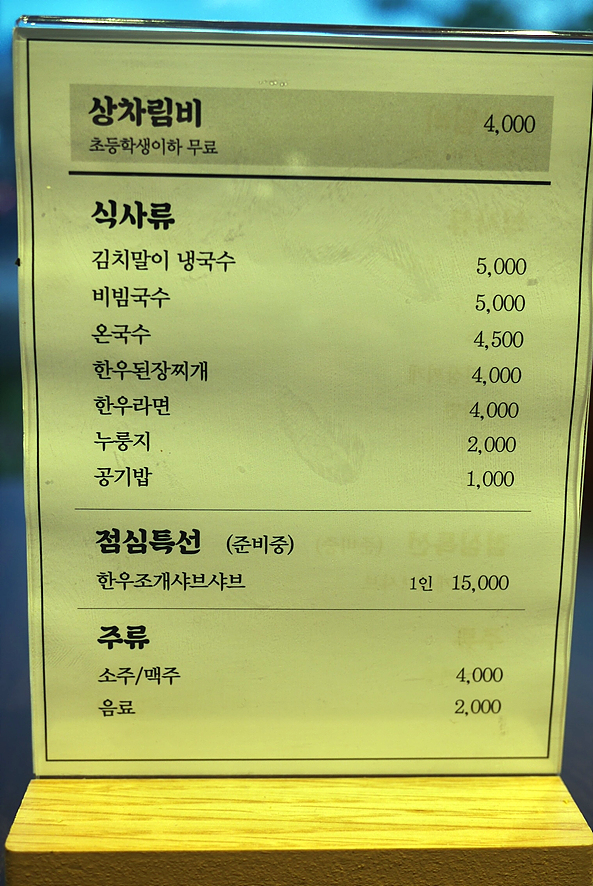 상차림비 4,000
초등학생이하 무료
식사류
김치말이 냉국수 5,000
비빔국수 5,000
온국수 4,500
한우된장찌개 4,000
한우라면 4,000
누룽지 2,000
공기밥 1,000
점심특선 (준비중)
한우조개샤브샤브 1인 15,000
주류
소주/맥주 4,000
음료 2,000